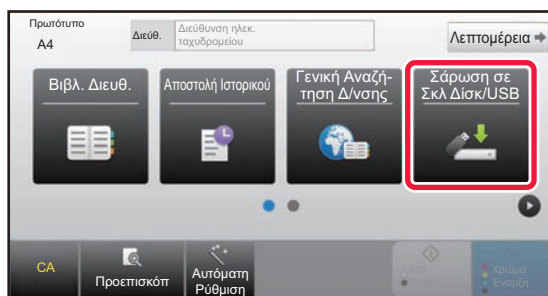 Πρωτότυπο
A4
Διεύθ.
Διεύθυνση ηλεκ.
ταχυδρομείου
Λεπτομέρεια
Βιβλ. Διευθ.
Αποστολή Ιστορικού
Γενική Αναζή-
τηση Δ/νσης
Σάρωση σε
Σκλ Δίσκ/USB
CA
Προεπισκόπ
Αυτόματη
Ρύθμιση
Χρώμα
Έναρξη